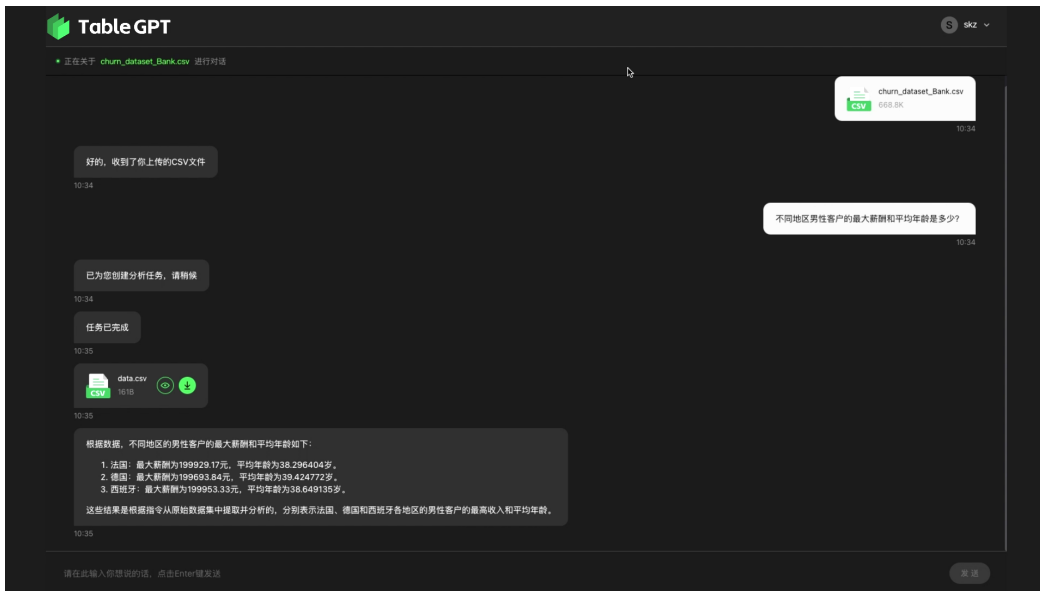 Table GPT
S skz
正在关于 churn_dataset_Bank.csv 进行对话
churn_dataset_Bank.csv
CSV 668.8K
10:34
好的，收到了你上传的CSV文件
10:34
不同地区男性客户的最大薪酬和平均年龄是多少?
10:34
已为您创建分析任务，请稍候
10:34
任务已完成
10:35
data.csv
CSV 161B
10:35
根据数据，不同地区的男性客户的最大薪酬和平均年龄如下：
1. 法国：最大薪酬为199929.17元，平均年龄为38.296404岁。
2. 德国：最大薪酬为199693.84元，平均年龄为39.424772岁。
3. 西班牙：最大薪酬为199953.33元，平均年龄为38.649135岁。
这些结果是根据指令从原始数据集中提取并分析的，分别表示法国、德国和西班牙各地区的男性客户的最高收入和平均年龄。
10:35
请在此输入你想说的话，点击Enter键发送
发 送